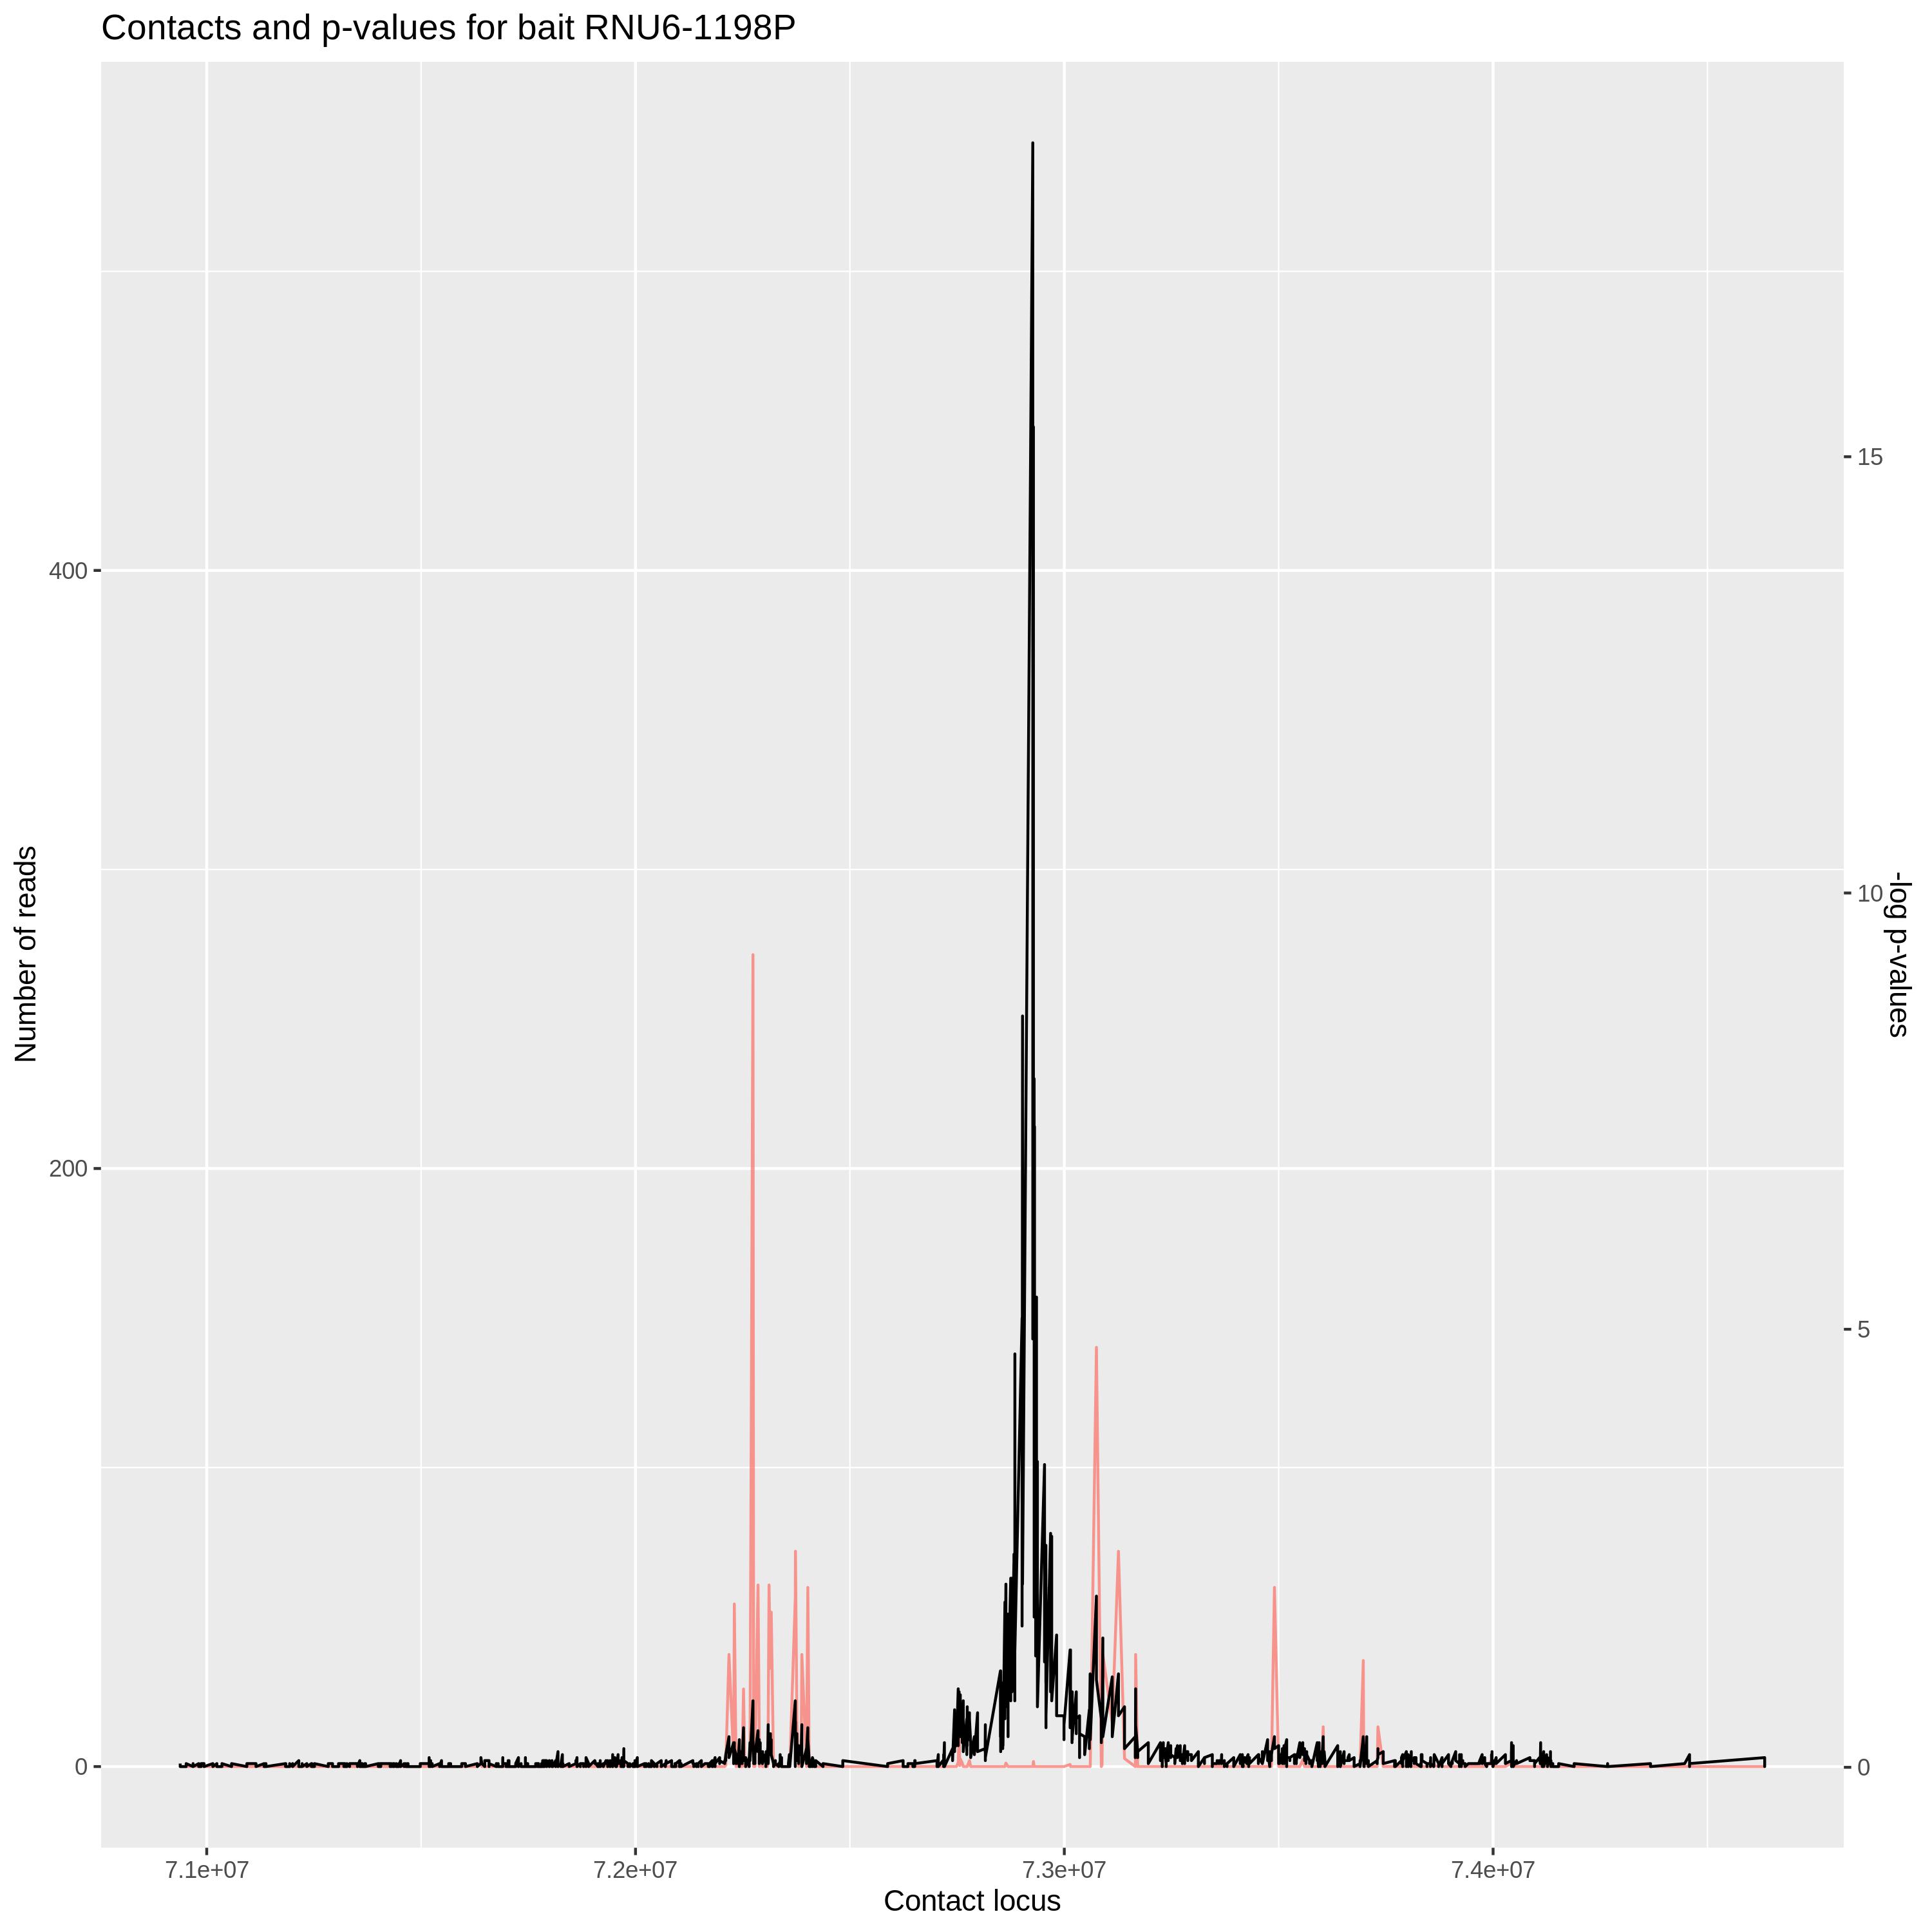 Contacts and p-values for bait RNU6-1198P
Number of reads
400
200
0
15
10
5
0
-log p-values
7.1e+07
7.2e+07
7.3e+07
7.4e+07
Contact locus